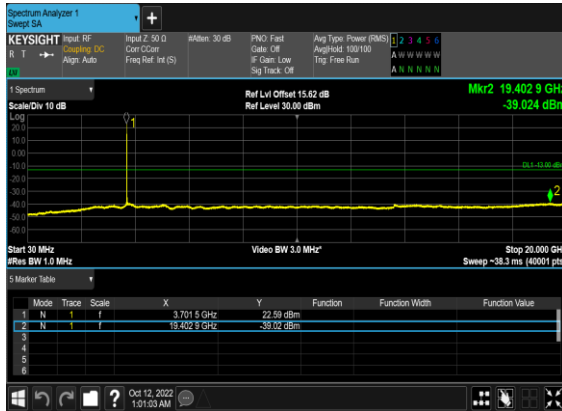 Spectrum Analyzer 1
Swept SA
+
KEYSIGHT Input: RF Input Z: 50 Ω #Atten: 30 dB PNO: Fast Avg Type: Power (RMS) 1 2 3 4 5 6
R T Coupling: DC Corr CCorr Gate: Off Avg|Hold: 100/100 A W W W W W
Align: Auto Freq Ref: Int (S) IF Gain: Low Trig: Free Run
LXI Sig Track: Off A N N N N N
1 Spectrum Ref Lvl Offset 15.62 dB Mkr2 19.402 9 GHz
Scale/Div 10 dB Ref Level 30.00 dBm -39.024 dBm
Log
1
20.0
10.0
0.00
-10.0
DL1 -13.00 dBm
-20.0
-30.0
2
-40.0
-50.0
-60.0
Start 30 MHz Video BW 3.0 MHz* Stop 20.000 GHz
#Res BW 1.0 MHz Sweep ~38.3 ms (40001 pts)
5 Marker Table
Mode Trace Scale X Y Function Function Width Function Value
1 N 1 f 3.701 5 GHz 22.59 dBm
2 N 1 f 19.402 9 GHz -39.02 dBm
3
4
5
6
? Oct 12, 2022
1:01:03 AM